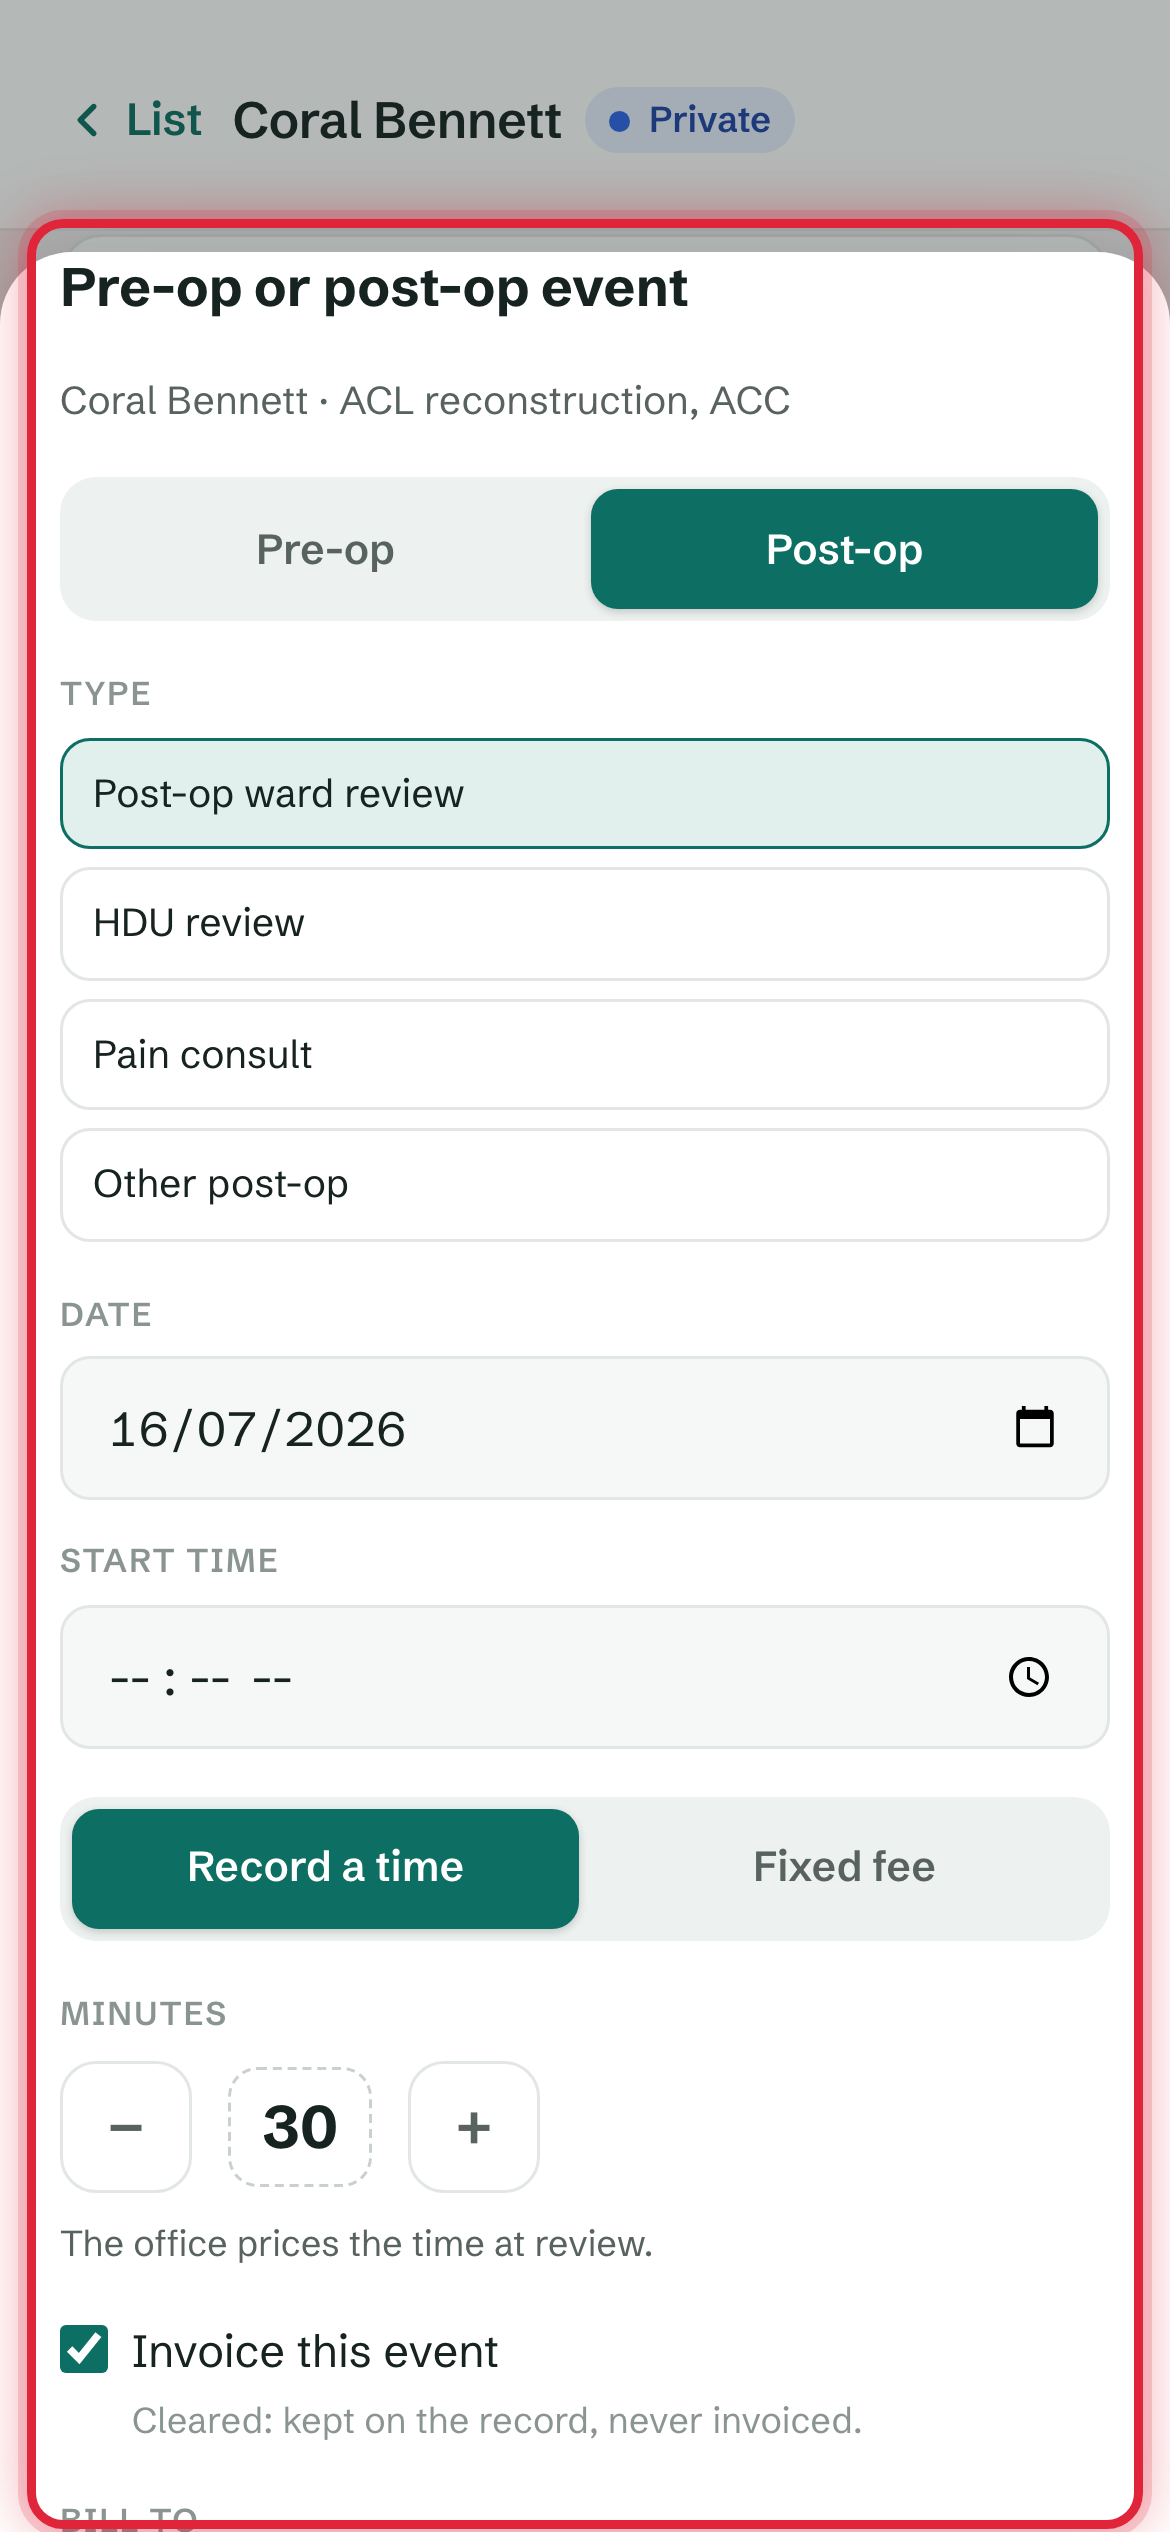 List Coral Bennett Private
Pre-op or post-op event
Coral Bennett · ACL reconstruction, ACC
Pre-op Post-op
TYPE
Post-op ward review
HDU review
Pain consult
Other post-op
DATE
16/07/2026
START TIME
-- : -- --
Record a time Fixed fee
MINUTES
− 30 +
The office prices the time at review.
Invoice this event
Cleared: kept on the record, never invoiced.
BILL TO